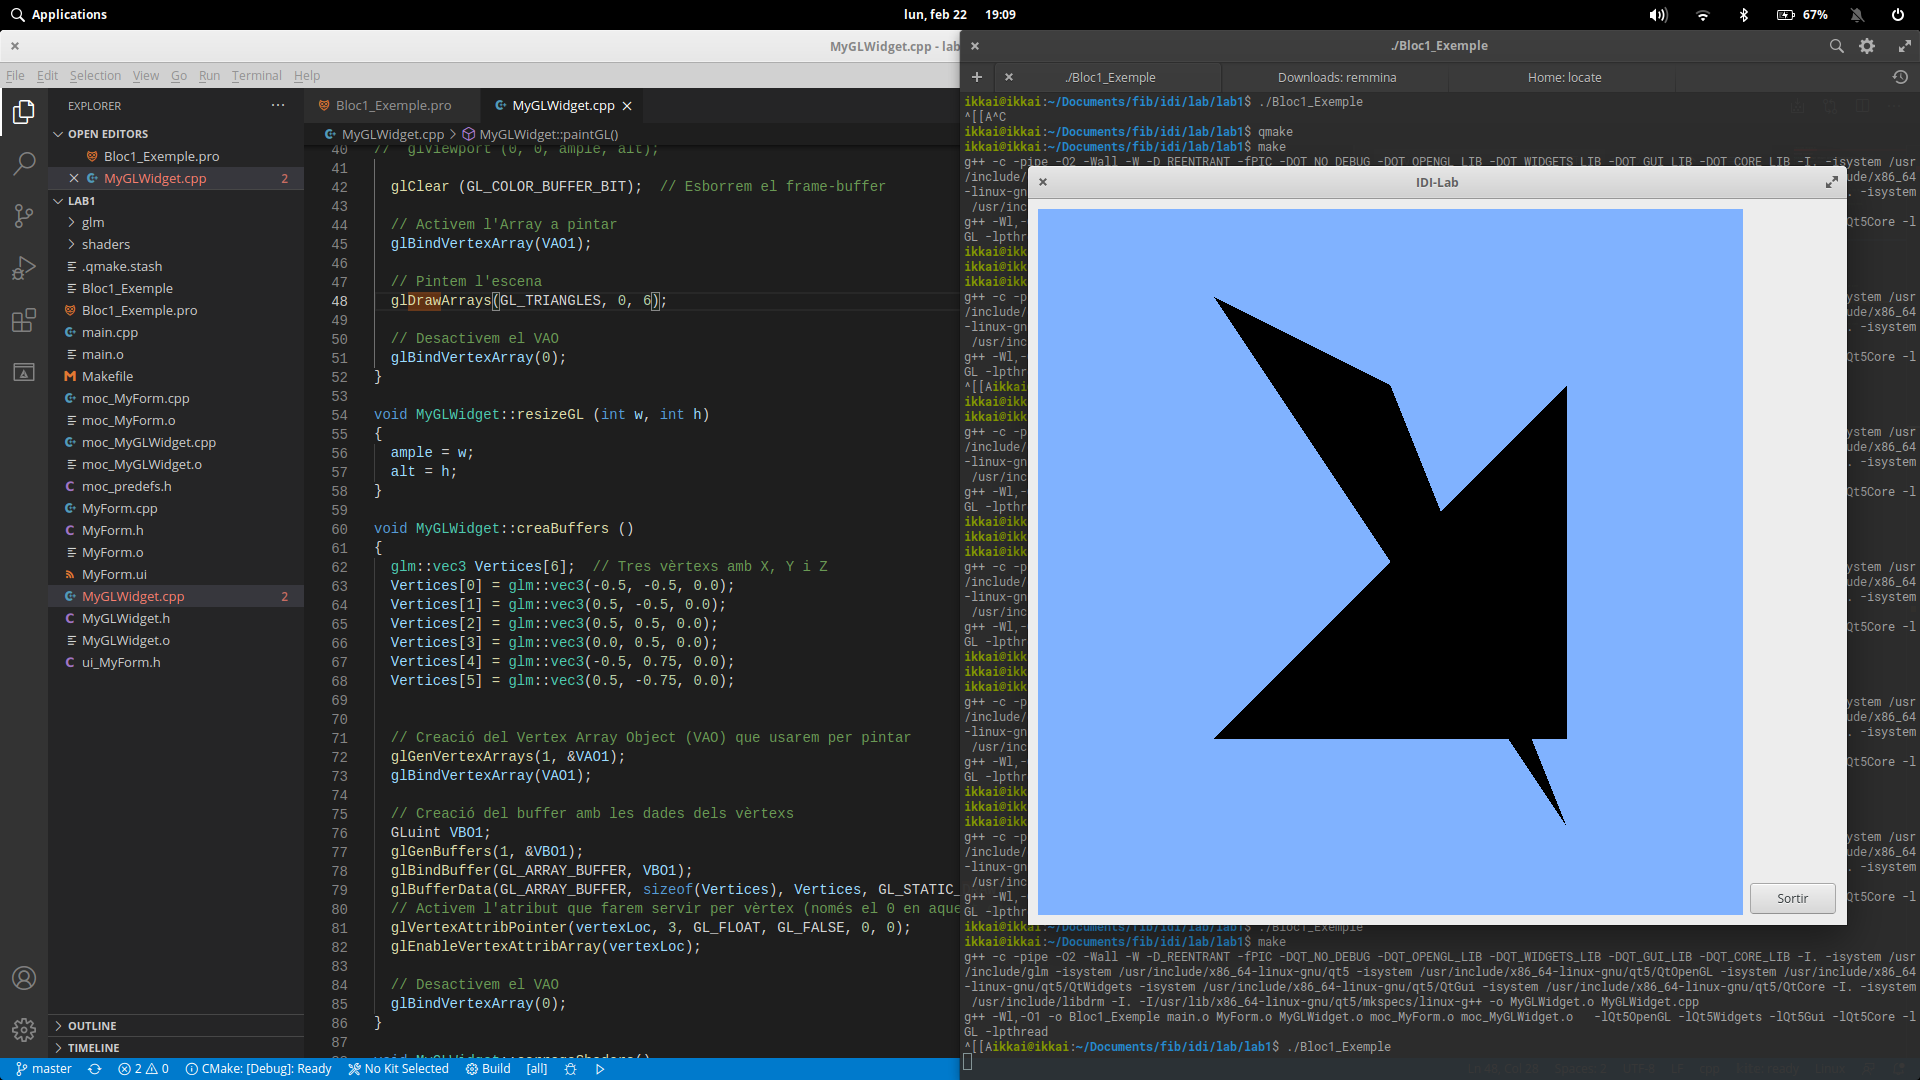 Applications
lun, feb 22 19:09
67%
MyGLWidget.cpp - lab
File Edit Selection View Go Run Terminal Help
EXPLORER
OPEN EDITORS
Bloc1_Exemple.pro
MyGLWidget.cpp 2
LAB1
glm
shaders
.qmake.stash
Bloc1_Exemple
Bloc1_Exemple.pro
main.cpp
main.o
Makefile
moc_MyForm.cpp
moc_MyForm.o
moc_MyGLWidget.cpp
moc_MyGLWidget.o
moc_predefs.h
MyForm.cpp
MyForm.h
MyForm.o
MyForm.ui
MyGLWidget.cpp 2
MyGLWidget.h
MyGLWidget.o
ui_MyForm.h
OUTLINE
TIMELINE
Bloc1_Exemple.pro MyGLWidget.cpp
MyGLWidget.cpp > MyGLWidget::paintGL()
40 // glViewport (0, 0, ample, alt);
41
42 glClear (GL_COLOR_BUFFER_BIT); // Esborrem el frame-buffer
43
44 // Activem l'Array a pintar
45 glBindVertexArray(VAO1);
46
47 // Pintem l'escena
48 glDrawArrays(GL_TRIANGLES, 0, 6);
49
50 // Desactivem el VAO
51 glBindVertexArray(0);
52 }
53
54 void MyGLWidget::resizeGL (int w, int h)
55 {
56 ample = w;
57 alt = h;
58 }
59
60 void MyGLWidget::creaBuffers ()
61 {
62 glm::vec3 Vertices[6]; // Tres vèrtexs amb X, Y i Z
63 Vertices[0] = glm::vec3(-0.5, -0.5, 0.0);
64 Vertices[1] = glm::vec3(0.5, -0.5, 0.0);
65 Vertices[2] = glm::vec3(0.5, 0.5, 0.0);
66 Vertices[3] = glm::vec3(0.0, 0.5, 0.0);
67 Vertices[4] = glm::vec3(-0.5, 0.75, 0.0);
68 Vertices[5] = glm::vec3(0.5, -0.75, 0.0);
69
70
71 // Creació del Vertex Array Object (VAO) que usarem per pintar
72 glGenVertexArrays(1, &VAO1);
73 glBindVertexArray(VAO1);
74
75 // Creació del buffer amb les dades dels vèrtexs
76 GLuint VBO1;
77 glGenBuffers(1, &VBO1);
78 glBindBuffer(GL_ARRAY_BUFFER, VBO1);
79 glBufferData(GL_ARRAY_BUFFER, sizeof(Vertices), Vertices, GL_STATIC_
80 // Activem l'atribut que farem servir per vèrtex (només el 0 en aque
81 glVertexAttribPointer(vertexLoc, 3, GL_FLOAT, GL_FALSE, 0, 0);
82 glEnableVertexAttribArray(vertexLoc);
83
84 // Desactivem el VAO
85 glBindVertexArray(0);
86 }
87
master 2 0 CMake: [Debug]: Ready No Kit Selected Build [all]
./Bloc1_Exemple
./Bloc1_Exemple Downloads: remmina Home: locate
ikkai@ikkai:~/Documents/fib/idi/lab/lab1$ ./Bloc1_Exemple
^[[A^C
ikkai@ikkai:~/Documents/fib/idi/lab/lab1$ qmake
ikkai@ikkai:~/Documents/fib/idi/lab/lab1$ make
g++ -c -pipe -O2 -Wall -W -D_REENTRANT -fPIC -DQT_NO_DEBUG -DQT_OPENGL_LIB -DQT_WIDGETS_LIB -DQT_GUI_LIB -DQT_CORE_LIB -I. -isystem /usr
IDI-Lab
Sortir
ikkai@ikkai:~/Documents/fib/idi/lab/lab1$ ./Bloc1_Exemple
ikkai@ikkai:~/Documents/fib/idi/lab/lab1$ make
g++ -c -pipe -O2 -Wall -W -D_REENTRANT -fPIC -DQT_NO_DEBUG -DQT_OPENGL_LIB -DQT_WIDGETS_LIB -DQT_GUI_LIB -DQT_CORE_LIB -I. -isystem /usr
/include/glm -isystem /usr/include/x86_64-linux-gnu/qt5 -isystem /usr/include/x86_64-linux-gnu/qt5/QtOpenGL -isystem /usr/include/x86_64
-linux-gnu/qt5/QtWidgets -isystem /usr/include/x86_64-linux-gnu/qt5/QtGui -isystem /usr/include/x86_64-linux-gnu/qt5/QtCore -I. -isystem
/usr/include/libdrm -I. -I/usr/lib/x86_64-linux-gnu/qt5/mkspecs/linux-g++ -o MyGLWidget.o MyGLWidget.cpp
g++ -Wl,-O1 -o Bloc1_Exemple main.o MyForm.o MyGLWidget.o moc_MyForm.o moc_MyGLWidget.o -lQt5OpenGL -lQt5Widgets -lQt5Gui -lQt5Core -l
GL -lpthread
^[[Aikkai@ikkai:~/Documents/fib/idi/lab/lab1$ ./Bloc1_Exemple